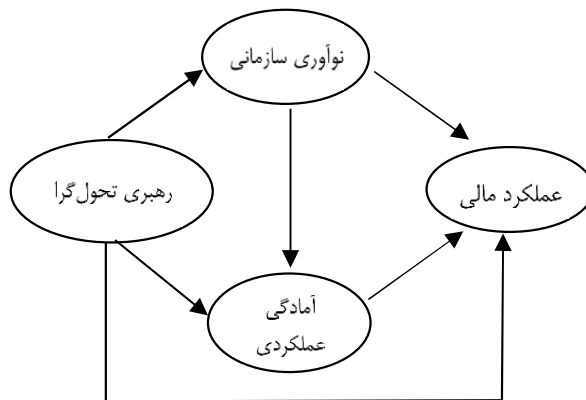 نوآوری سازمانی
رهبری تحول‌گرا
عملکرد مالی
آمادگی
عملکردی